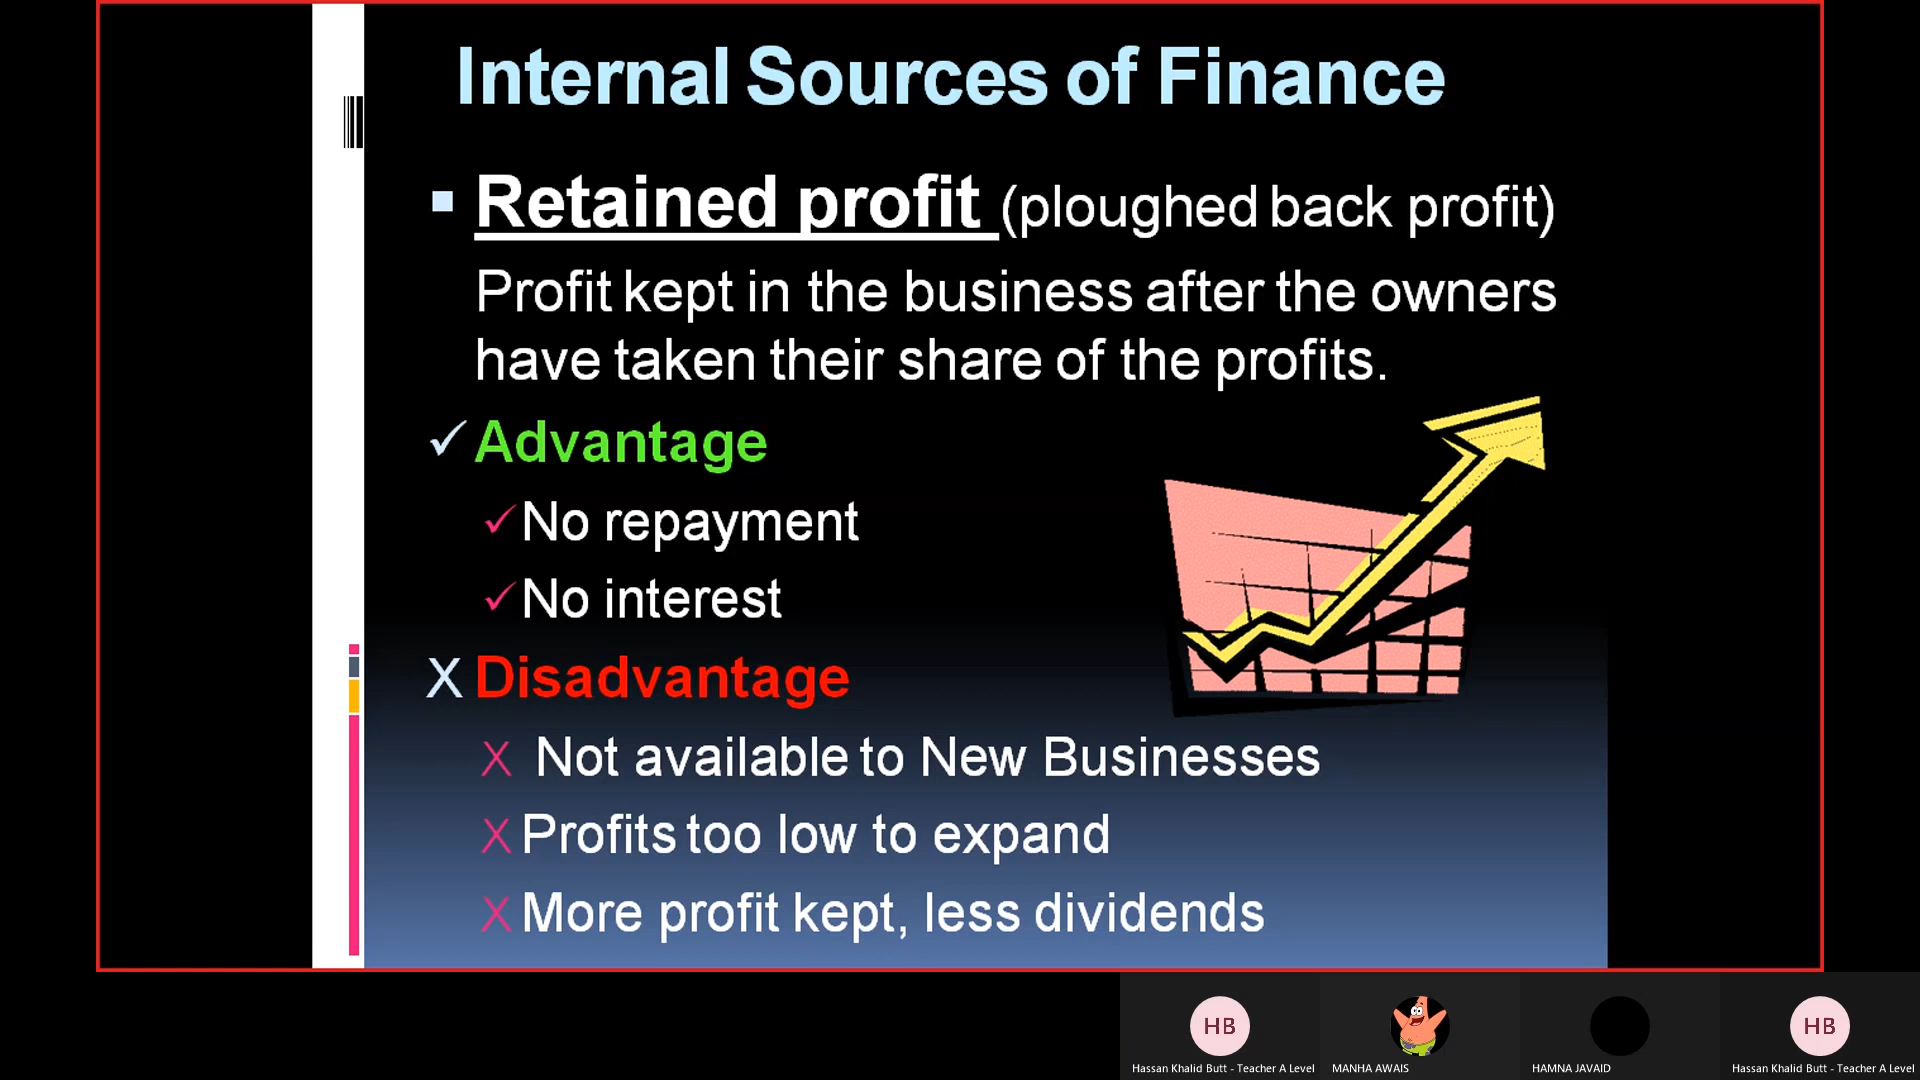 Internal Sources of Finance
Retained profit (ploughed back profit)
Profit kept in the business after the owners
have taken their share of the profits.
✓ Advantage
✓ No repayment
✓ No interest
X Disadvantage
X Not available to New Businesses
X Profits too low to expand
X More profit kept, less dividends
HB
HB
Hassan Khalid Butt - Teacher A Level
MANHA AWAIS
HAMNA JAVAID
Hassan Khalid Butt - Teacher A Level